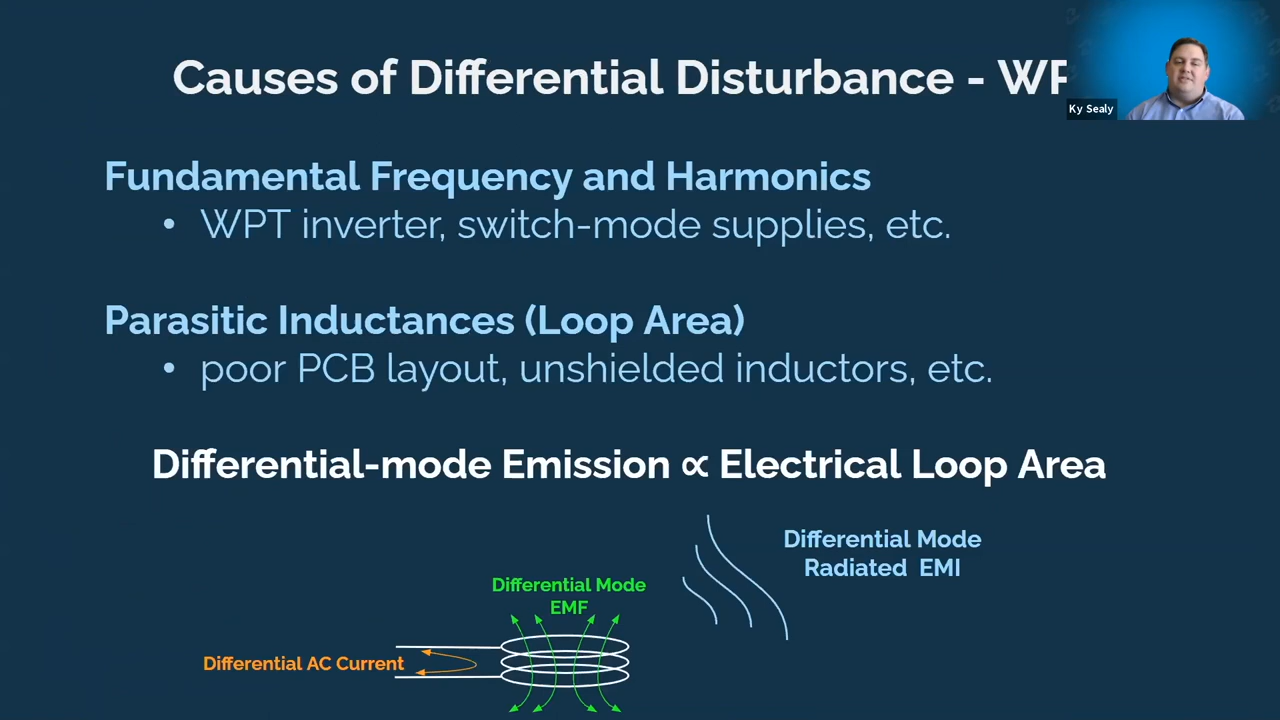 Causes of Differential Disturbance - WP
Ky Sealy
Fundamental Frequency and Harmonics
• WPT inverter, switch-mode supplies, etc.
Parasitic Inductances (Loop Area)
• poor PCB layout, unshielded inductors, etc.
Differential-mode Emission ∝ Electrical Loop Area
Differential Mode
Radiated EMI
Differential Mode
EMF
Differential AC Current